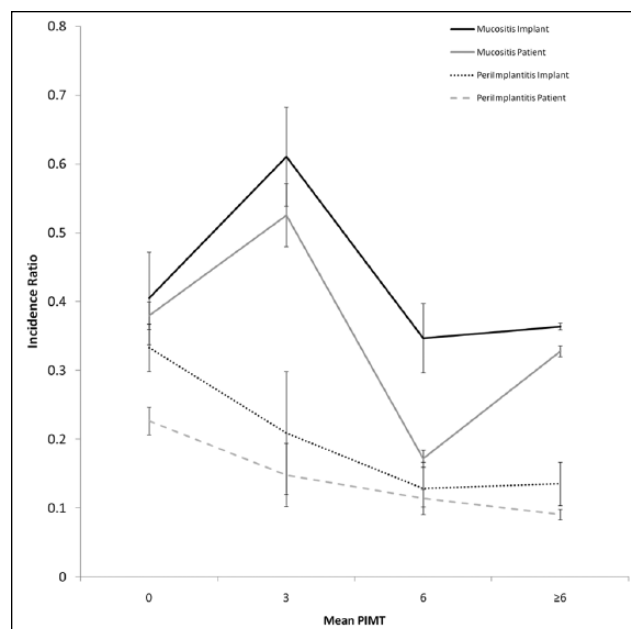 0.8
0.7
0.6
0.5
0.4
0.3
0.2
0.1
0
Incidence Ratio
Mucositis Implant
Mucositis Patient
PeriImplantitis Implant
PeriImplantitis Patient
0 3 6 ≥6
Mean PIMT